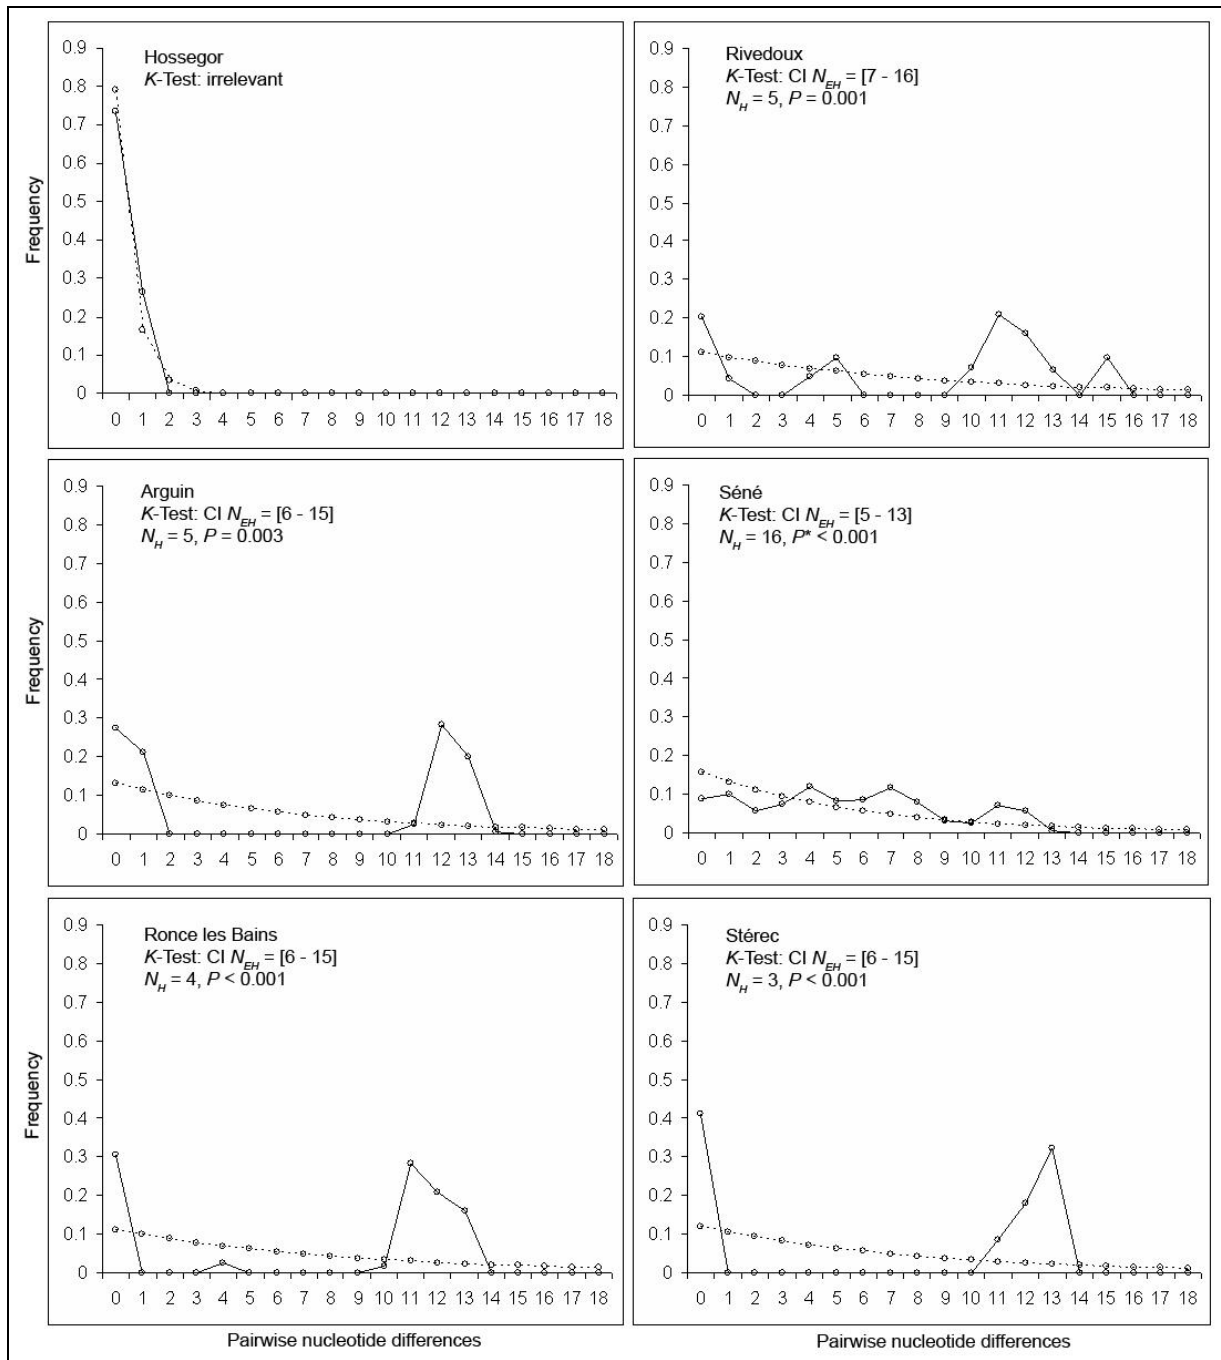 Hossegor
K-Test: irrelevant
Frequency
0.9
0.8
0.7
0.6
0.5
0.4
0.3
0.2
0.1
0
0 1 2 3 4 5 6 7 8 9 10 11 12 13 14 15 16 17 18
Rivedoux
K-Test: CI N_EH = [7 - 16]
N_H = 5, P = 0.001
0.9
0.8
0.7
0.6
0.5
0.4
0.3
0.2
0.1
0
0 1 2 3 4 5 6 7 8 9 10 11 12 13 14 15 16 17 18
Arguin
K-Test: CI N_EH = [6 - 15]
N_H = 5, P = 0.003
Frequency
0.9
0.8
0.7
0.6
0.5
0.4
0.3
0.2
0.1
0
0 1 2 3 4 5 6 7 8 9 10 11 12 13 14 15 16 17 18
Séné
K-Test: CI N_EH = [5 - 13]
N_H = 16, P* < 0.001
0.9
0.8
0.7
0.6
0.5
0.4
0.3
0.2
0.1
0
0 1 2 3 4 5 6 7 8 9 10 11 12 13 14 15 16 17 18
Ronce les Bains
K-Test: CI N_EH = [6 - 15]
N_H = 4, P < 0.001
Frequency
0.9
0.8
0.7
0.6
0.5
0.4
0.3
0.2
0.1
0
0 1 2 3 4 5 6 7 8 9 10 11 12 13 14 15 16 17 18
Pairwise nucleotide differences
Stérec
K-Test: CI N_EH = [6 - 15]
N_H = 3, P < 0.001
0.9
0.8
0.7
0.6
0.5
0.4
0.3
0.2
0.1
0
0 1 2 3 4 5 6 7 8 9 10 11 12 13 14 15 16 17 18
Pairwise nucleotide differences